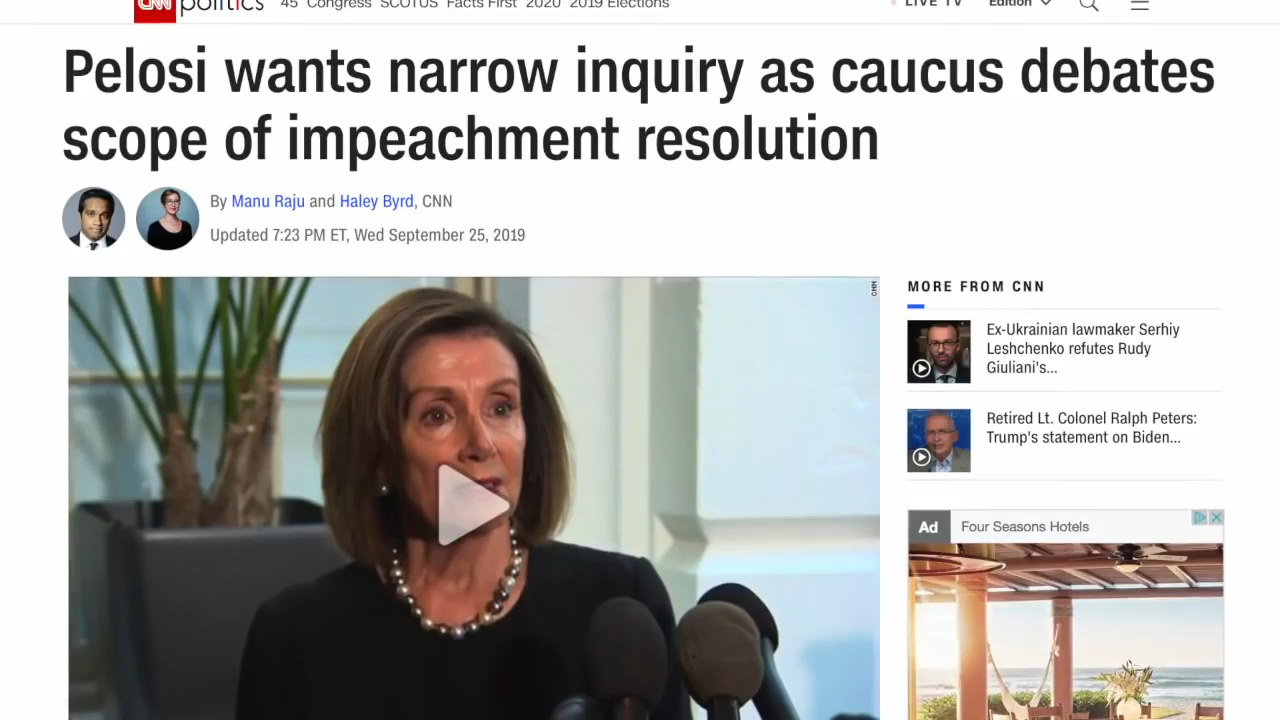 CNN politics 45 Congress SCOTUS Facts First 2020 2019 Elections LIVE TV Edition
Pelosi wants narrow inquiry as caucus debates
scope of impeachment resolution
By Manu Raju and Haley Byrd, CNN
Updated 7:23 PM ET, Wed September 25, 2019
CNN
MORE FROM CNN
Ex-Ukrainian lawmaker Serhiy
Leshchenko refutes Rudy
Giuliani's...
Retired Lt. Colonel Ralph Peters:
Trump's statement on Biden...
Ad Four Seasons Hotels